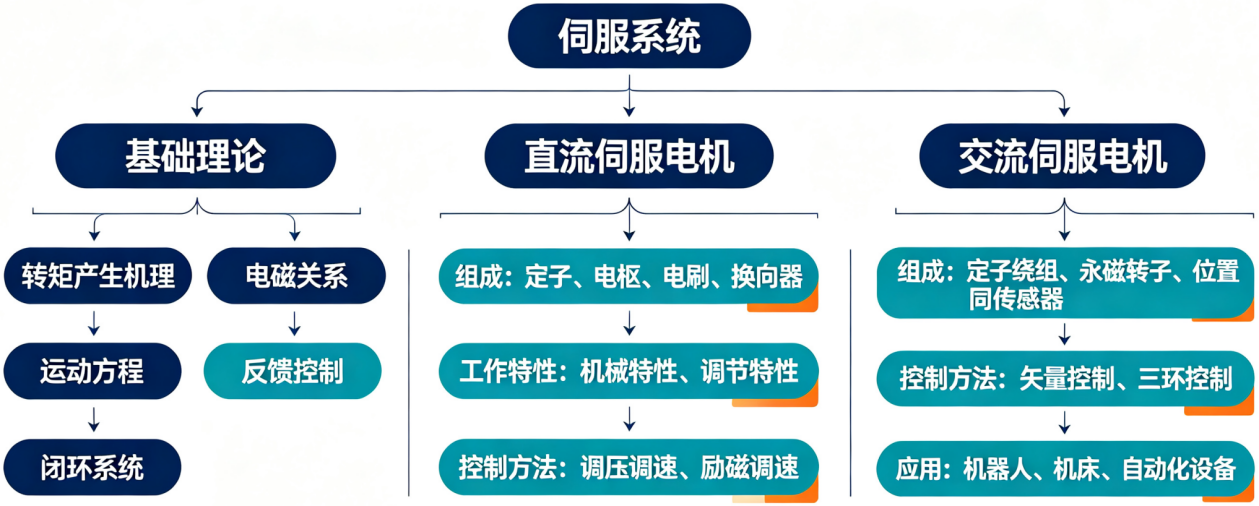 伺服系统
基础理论
直流伺服电机
交流伺服电机
转矩产生机理
电磁关系
运动方程
反馈控制
闭环系统
组成：定子、电枢、电刷、换向器
工作特性：机械特性、调节特性
控制方法：调压调速、励磁调速
组成：定子绕组、永磁转子、位置
同传感器
控制方法：矢量控制、三环控制
应用：机器人、机床、自动化设备